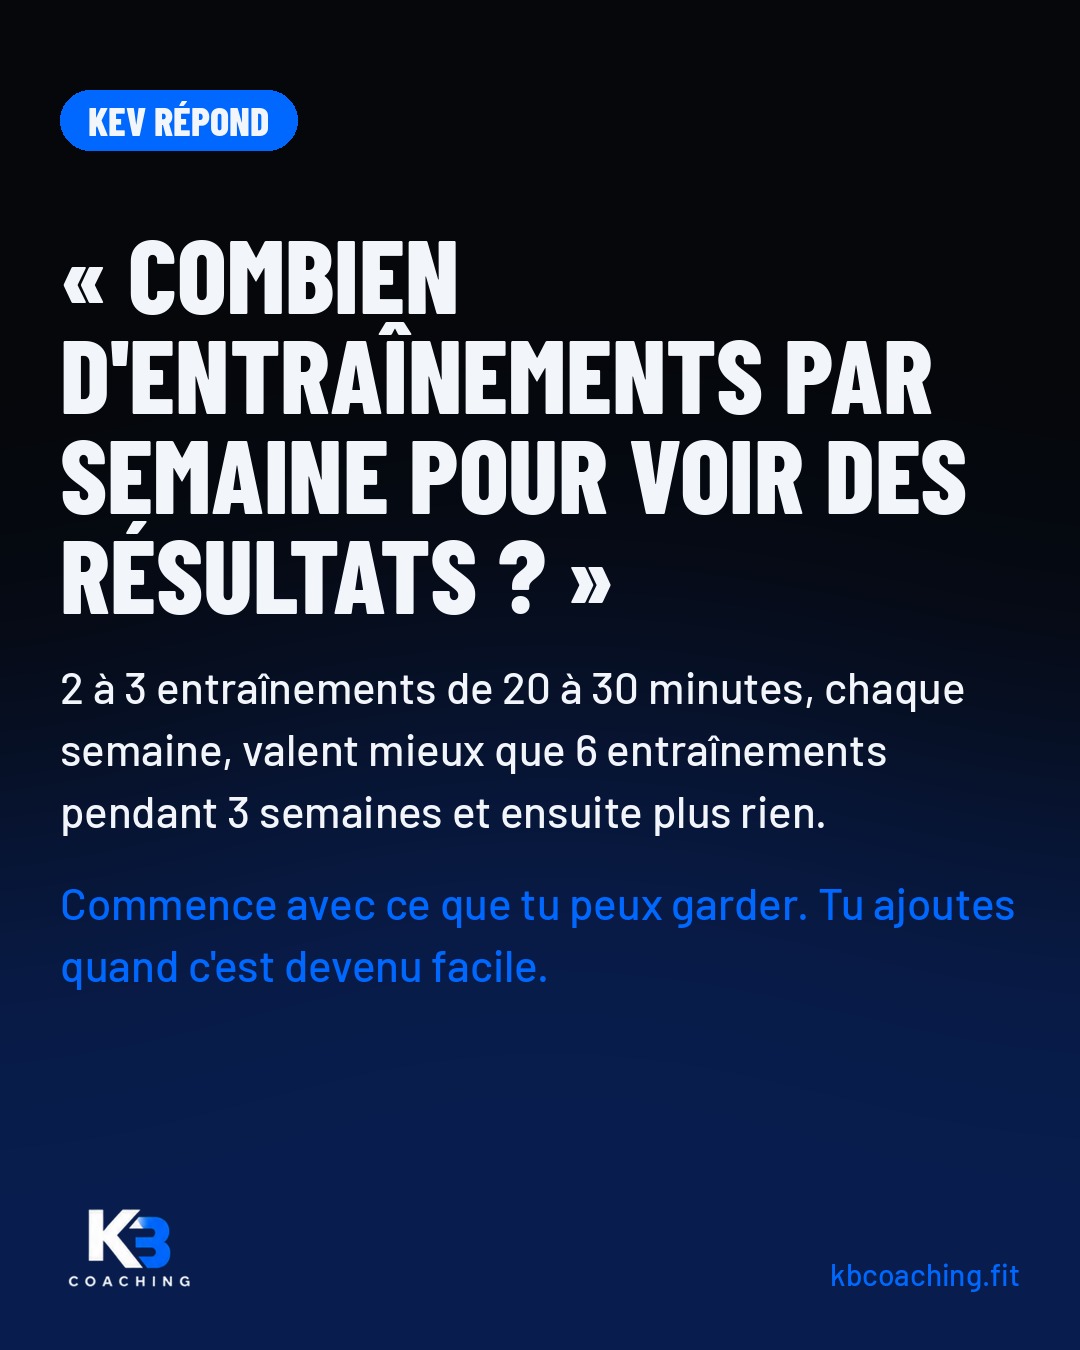 KEV RÉPOND
« COMBIEN
D'ENTRAÎNEMENTS PAR
SEMAINE POUR VOIR DES
RÉSULTATS ? »
2 à 3 entraînements de 20 à 30 minutes, chaque
semaine, valent mieux que 6 entraînements
pendant 3 semaines et ensuite plus rien.
Commence avec ce que tu peux garder. Tu ajoutes
quand c'est devenu facile.
KB
COACHING
kbcoaching.fit